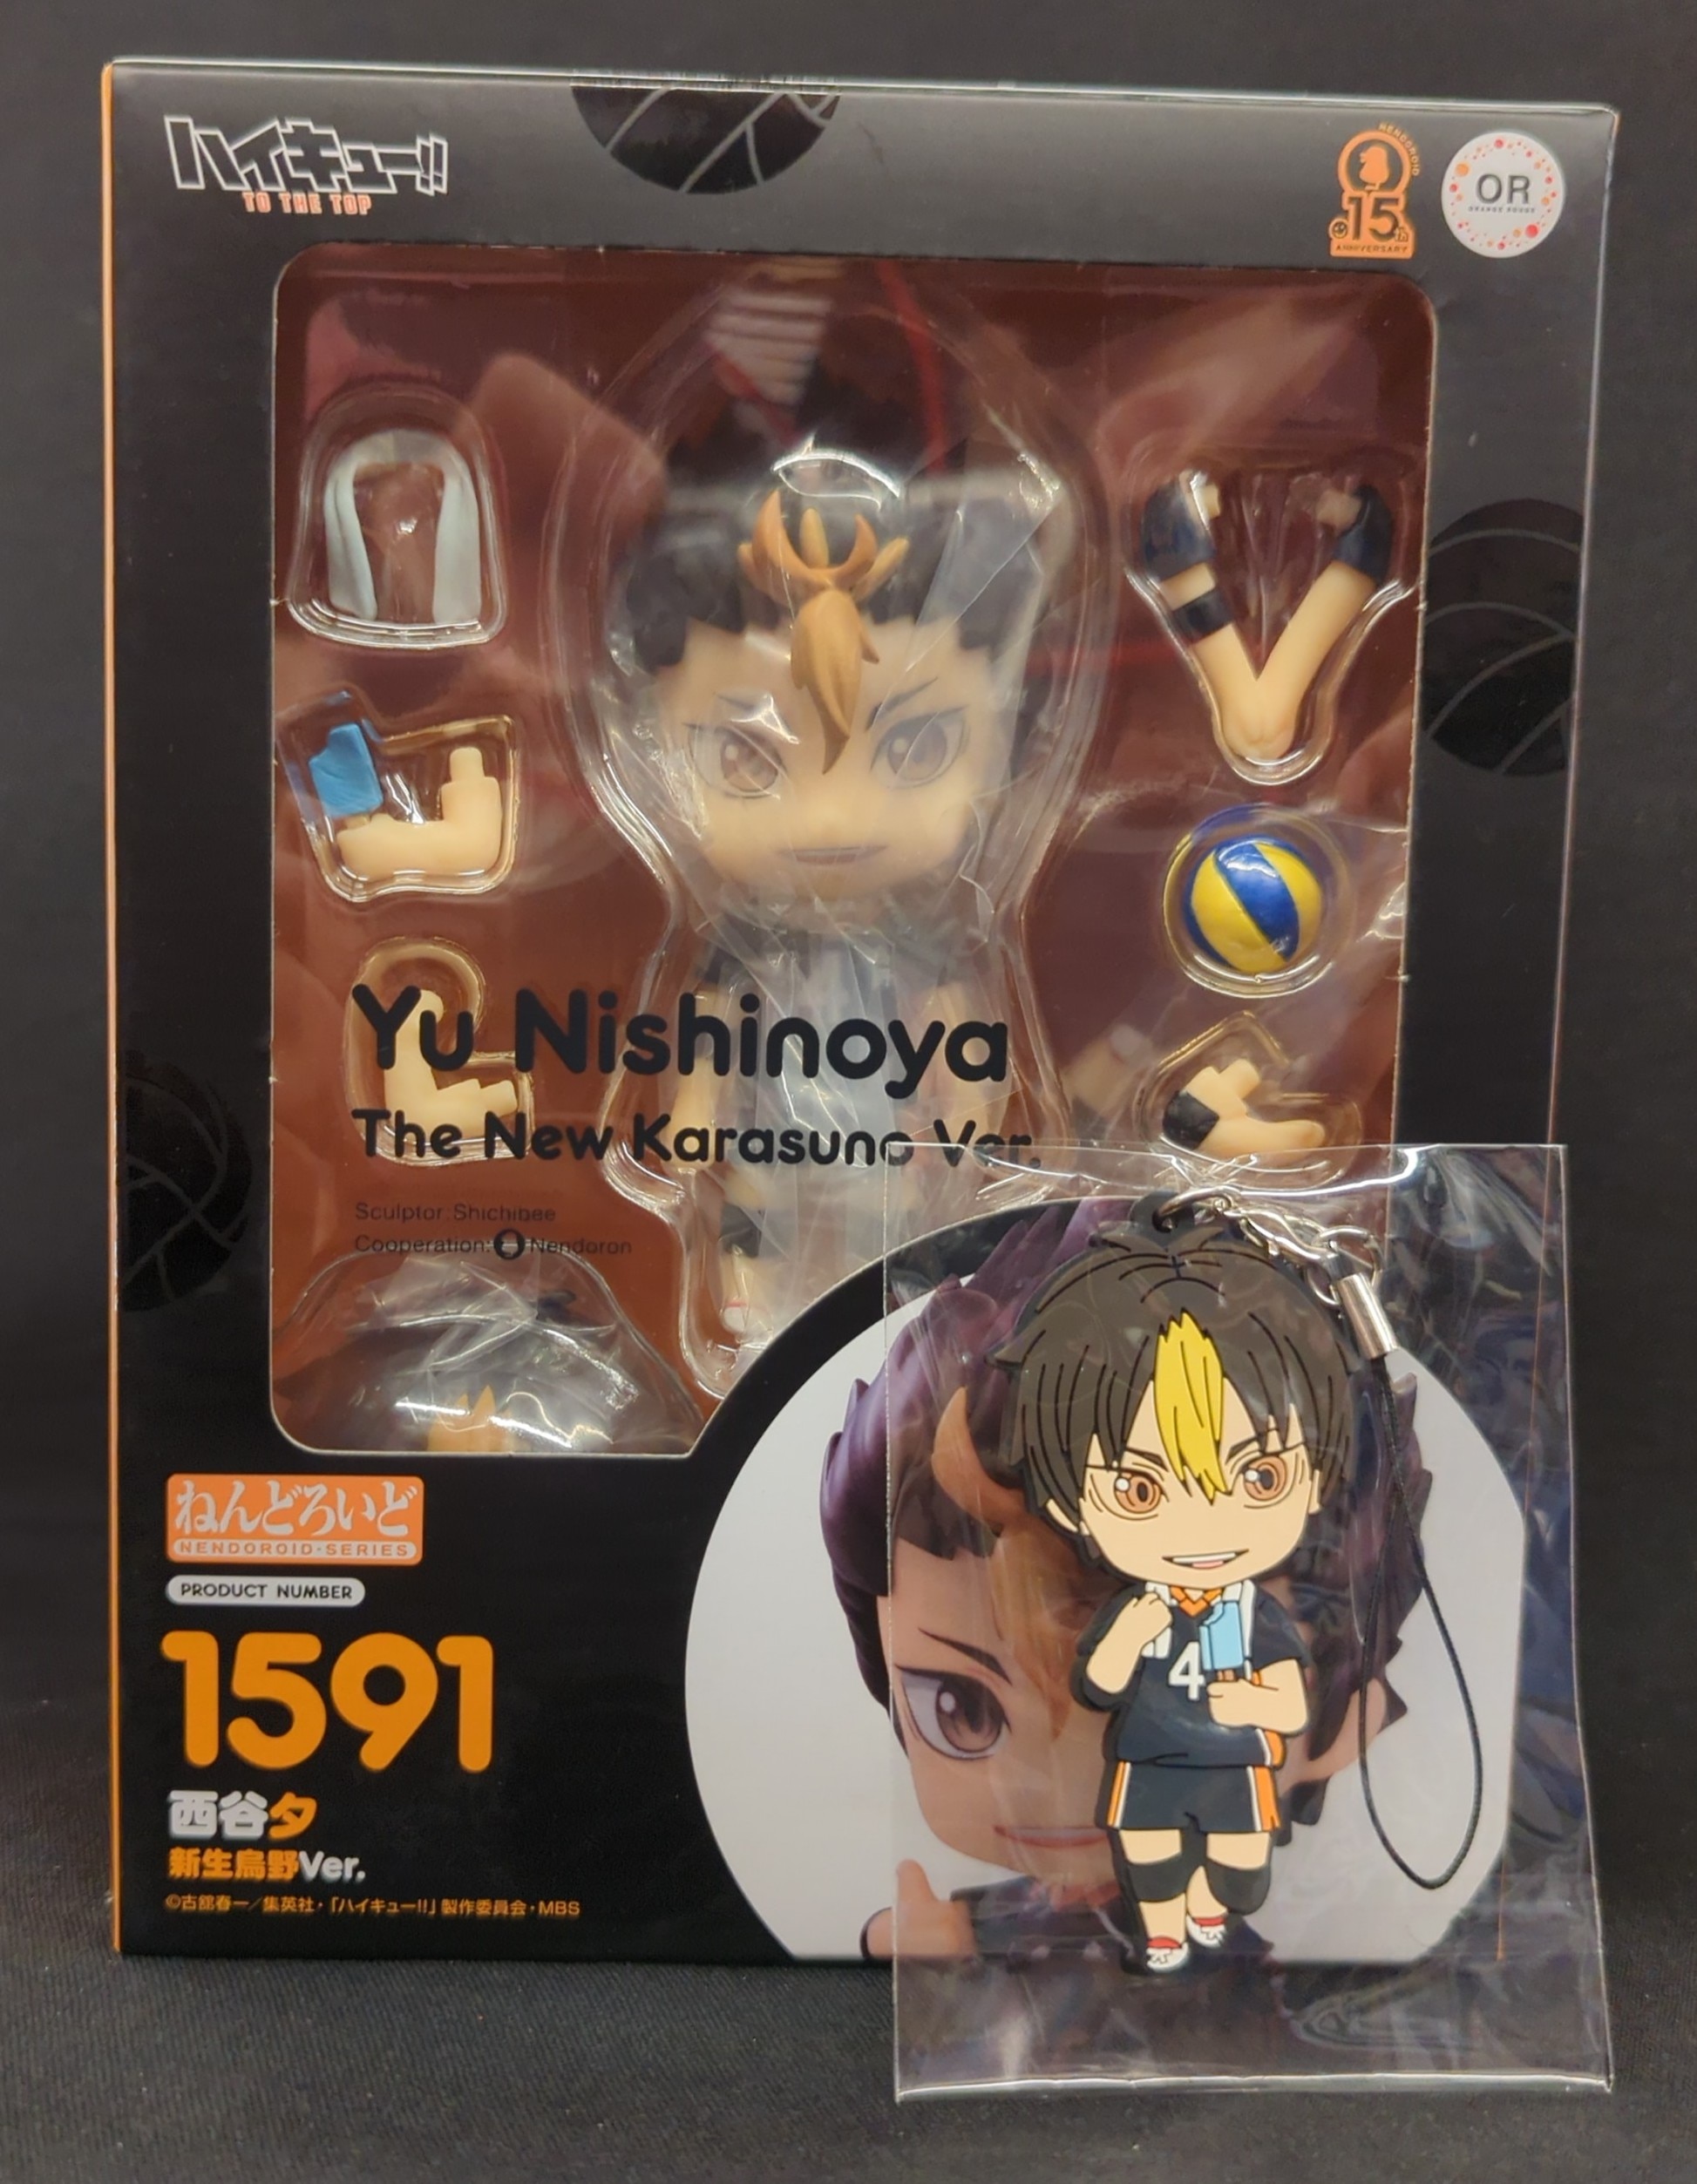 ハイキュー!!
TO THE TOP
NENDOROID
15th
ANNIVERSARY
OR
ORANGE ROUGE
Yu Nishinoya
The New Karasuno Ver.
Sculptor:Shichibee
Cooperation: Nendoron
ねんどろいど
NENDOROID-SERIES
PRODUCT NUMBER
1591
西谷夕
新生烏野Ver.
©古舘春一/集英社・「ハイキュー!!」製作委員会・MBS
4